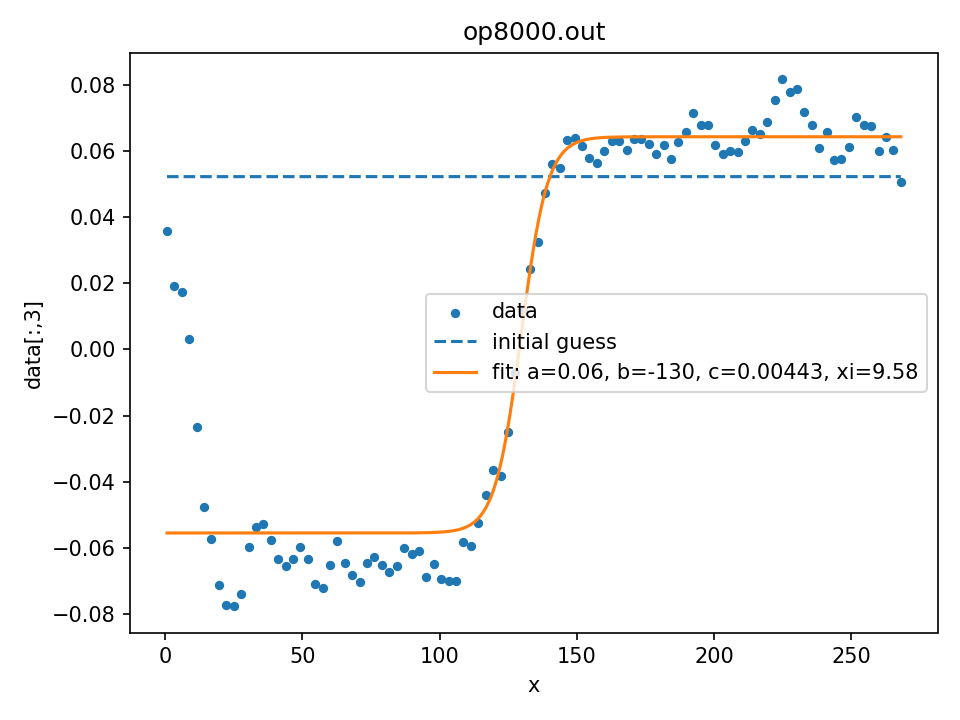 op8000.out
0.08
0.06
0.04
0.02
0.00
−0.02
−0.04
−0.06
−0.08
data[:,3]
data
initial guess
fit: a=0.06, b=-130, c=0.00443, xi=9.58
0 50 100 150 200 250
x